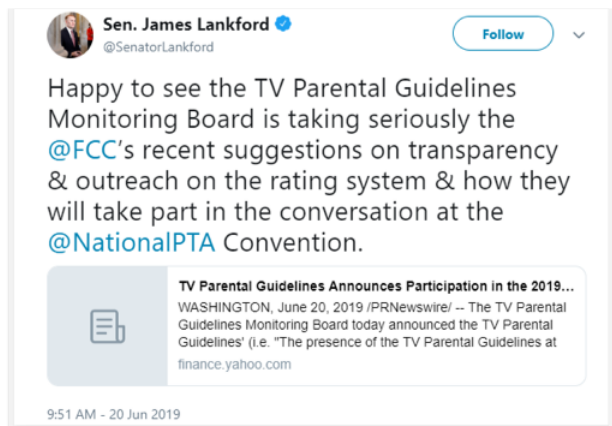 Sen. James Lankford
@SenatorLankford
Follow
Happy to see the TV Parental Guidelines
Monitoring Board is taking seriously the
@FCC's recent suggestions on transparency
& outreach on the rating system & how they
will take part in the conversation at the
@NationalPTA Convention.
TV Parental Guidelines Announces Participation in the 2019...
WASHINGTON, June 20, 2019 /PRNewswire/ -- The TV Parental
Guidelines Monitoring Board today announced the TV Parental
Guidelines' (i.e. "The presence of the TV Parental Guidelines at
finance.yahoo.com
9:51 AM - 20 Jun 2019